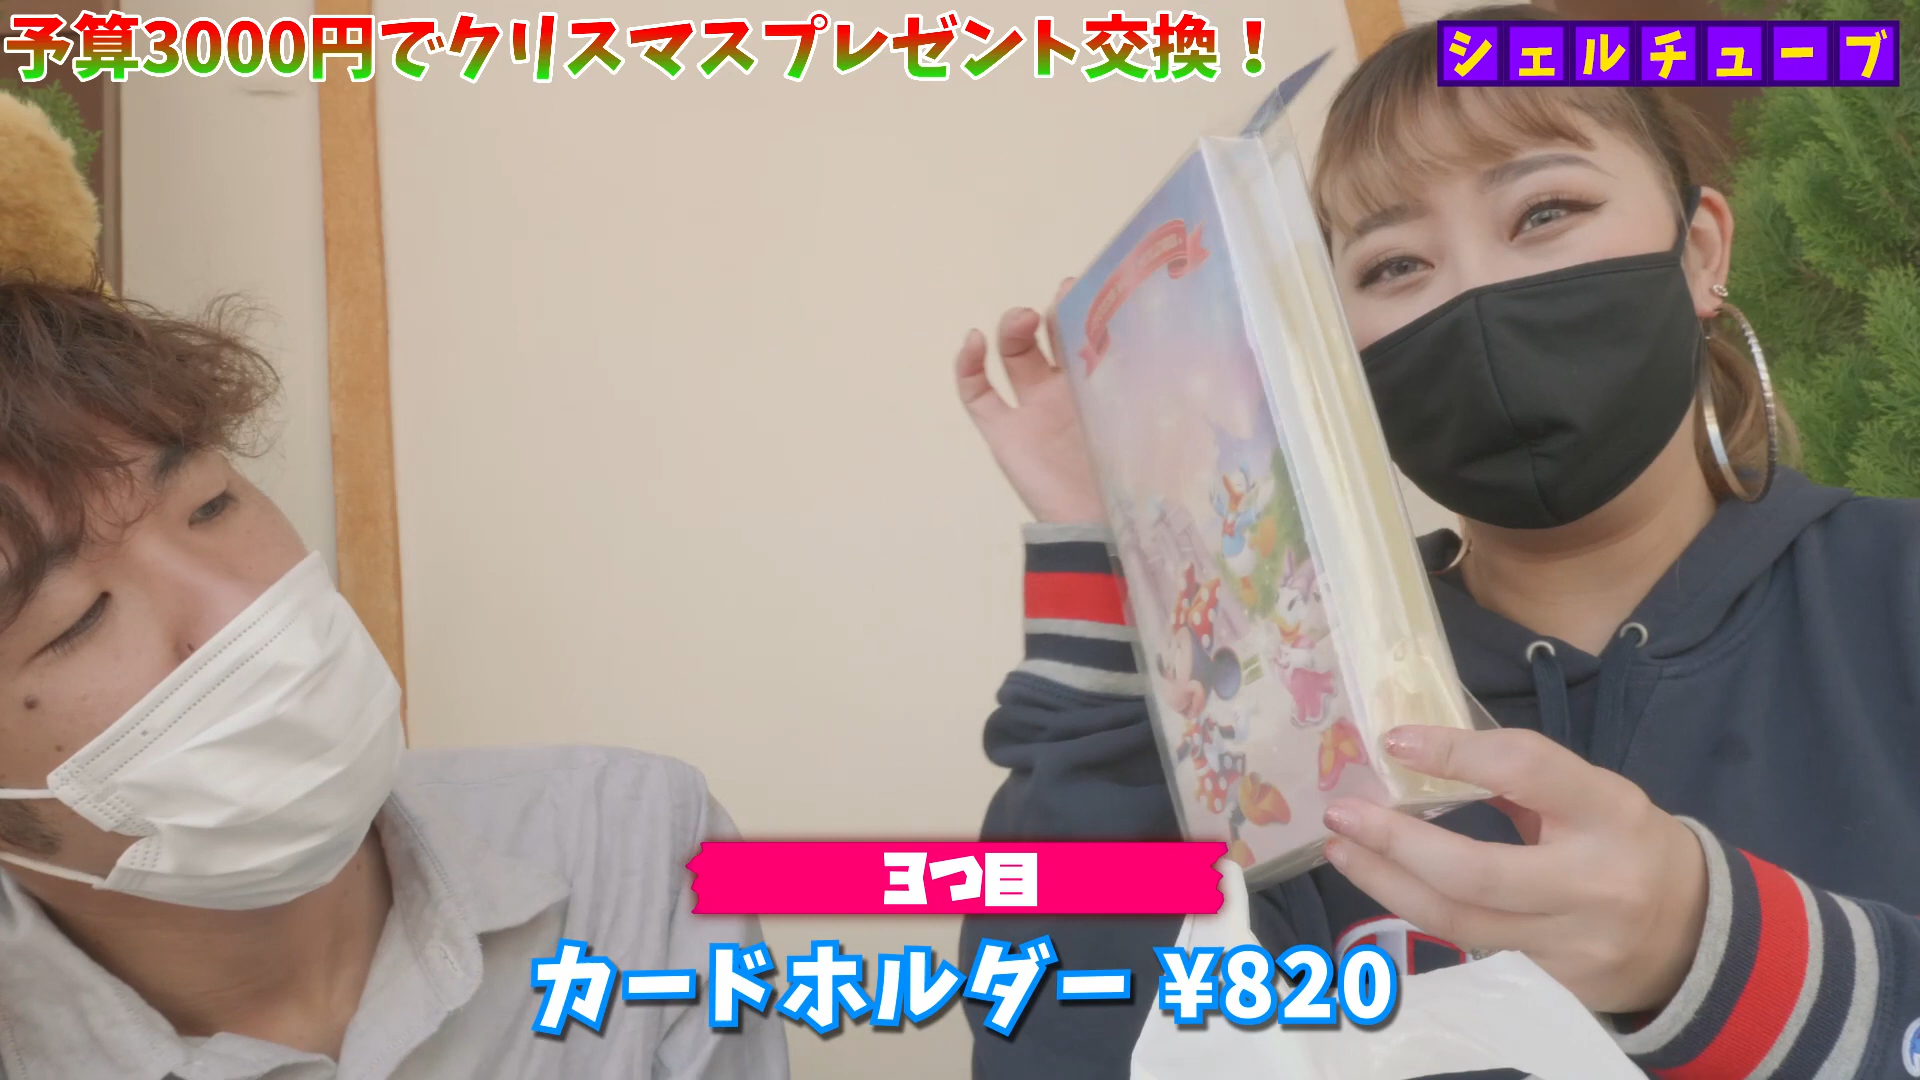 予算3000円でクリスマスプレゼント交換！
シェルチューブ
3つ目
カードホルダー ¥820